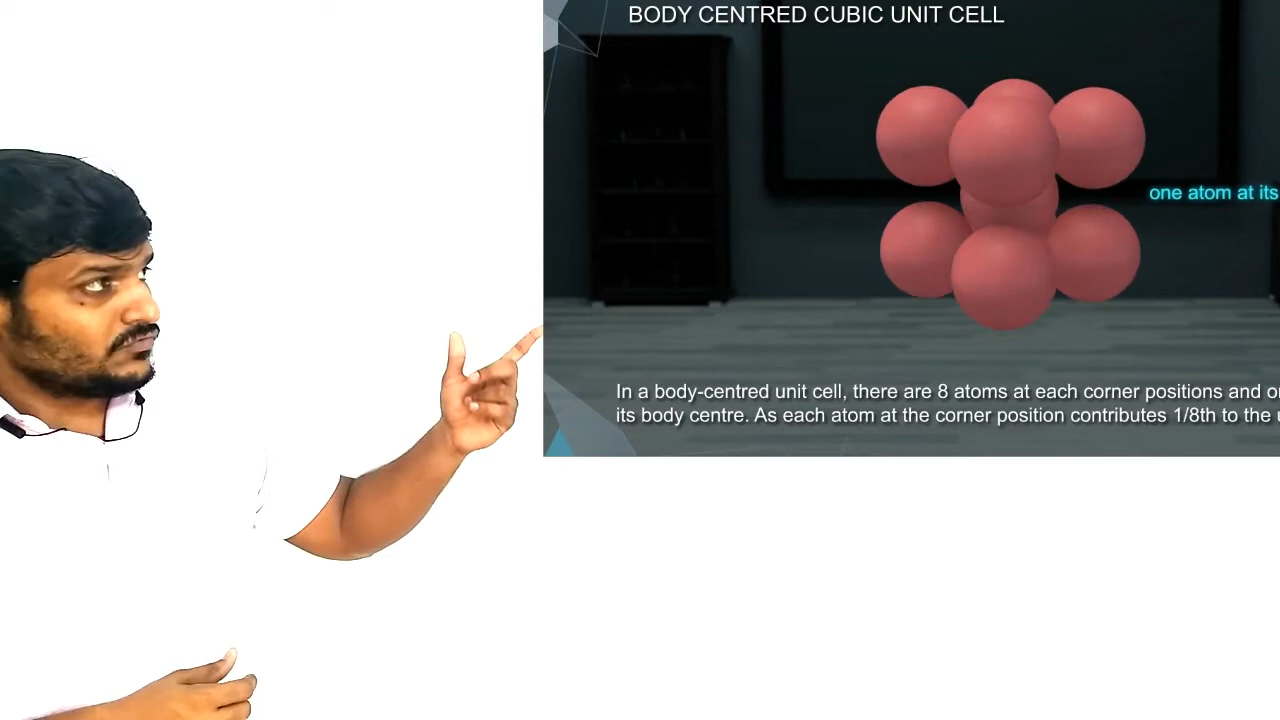 BODY CENTRED CUBIC UNIT CELL
one atom at its
In a body-centred unit cell, there are 8 atoms at each corner positions and
its body centre. As each atom at the corner position contributes 1/8th to the